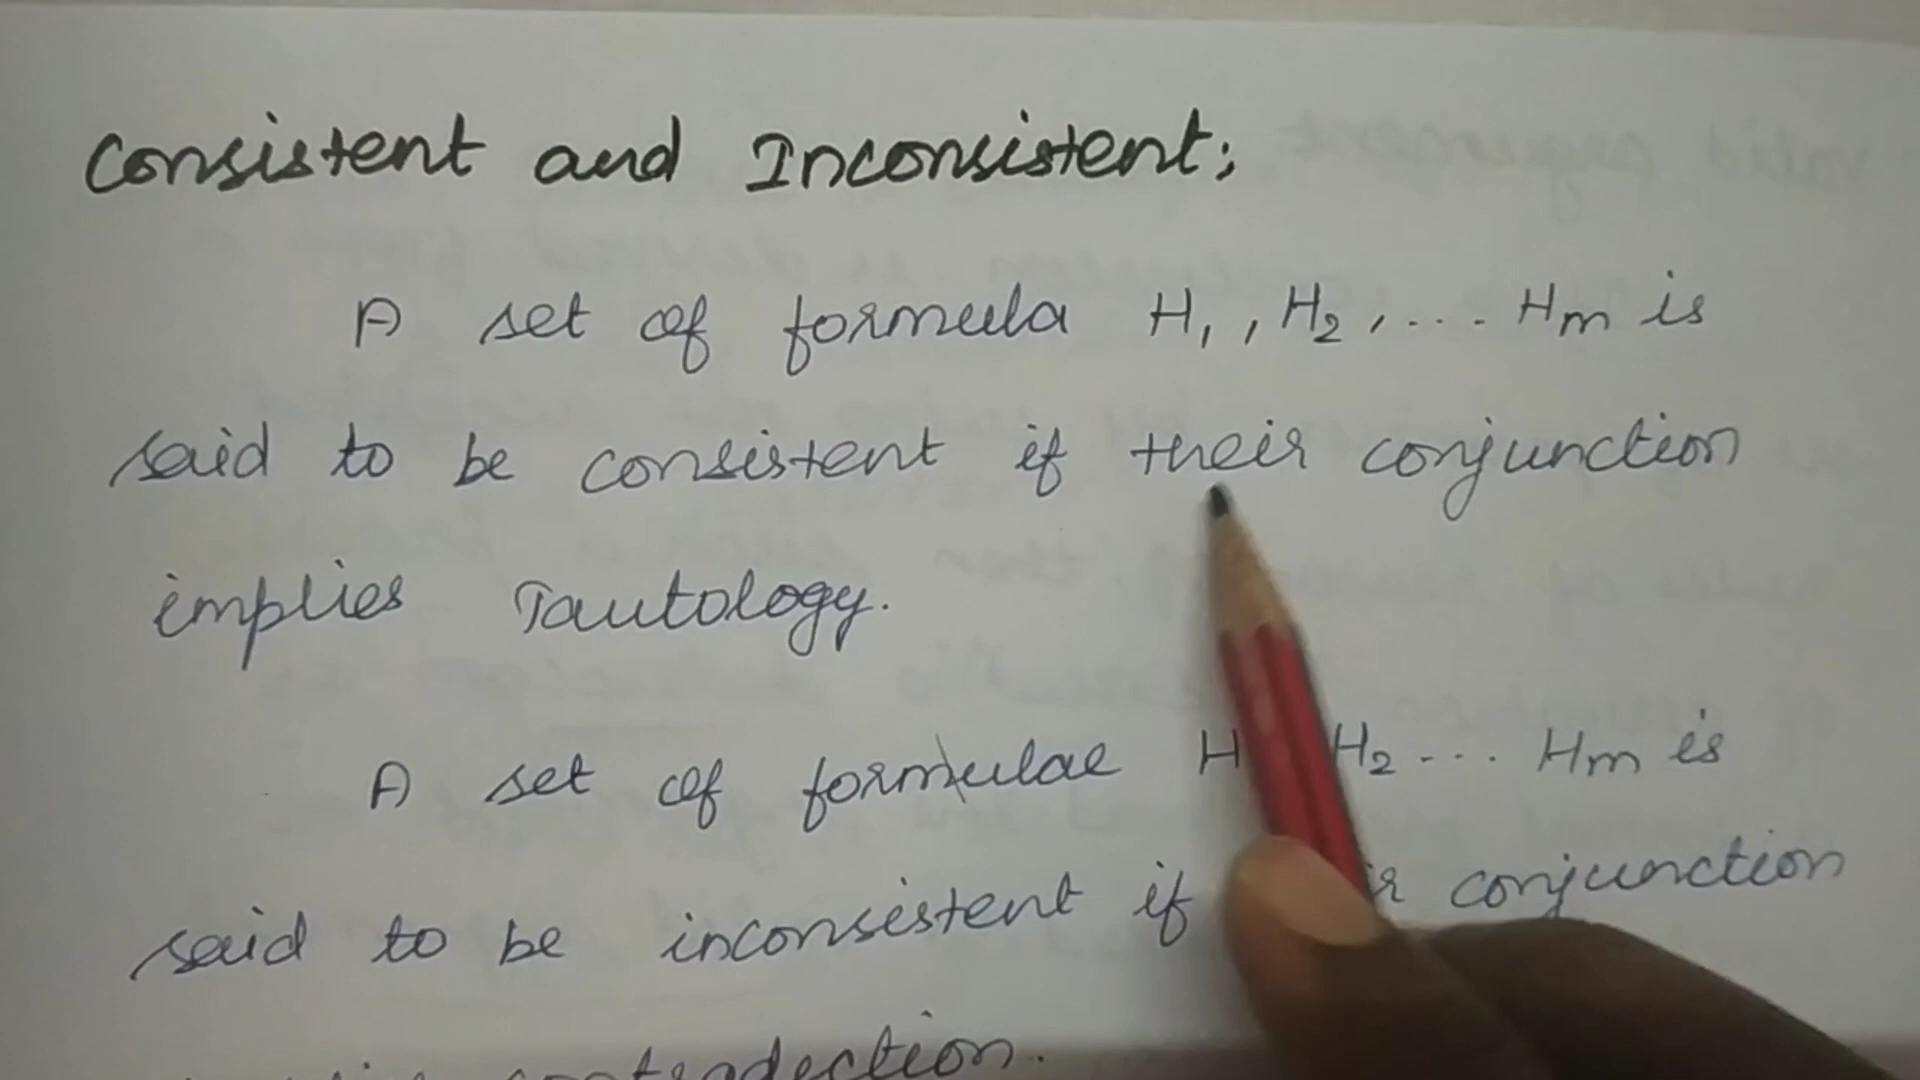 Consistent and Inconsistent:
A set of formula H1, H2, ... Hm is
said to be consistent if their conjunction
implies Tautology.
A set of formulae H H2 ... Hm is
said to be inconsistent if conjunction
contradiction.